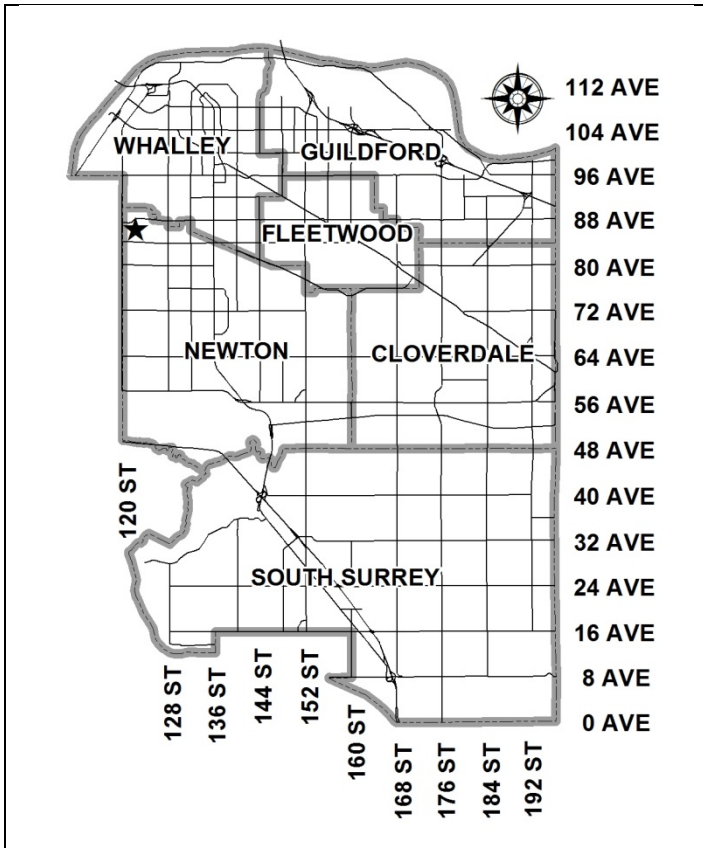 112 AVE
104 AVE
WHALLEY
GUILDFORD
96 AVE
88 AVE
FLEETWOOD
80 AVE
72 AVE
NEWTON
CLOVERDALE
64 AVE
56 AVE
48 AVE
120 ST
40 AVE
32 AVE
SOUTH SURREY
24 AVE
16 AVE
128 ST
136 ST
144 ST
152 ST
160 ST
8 AVE
0 AVE
168 ST
176 ST
184 ST
192 ST